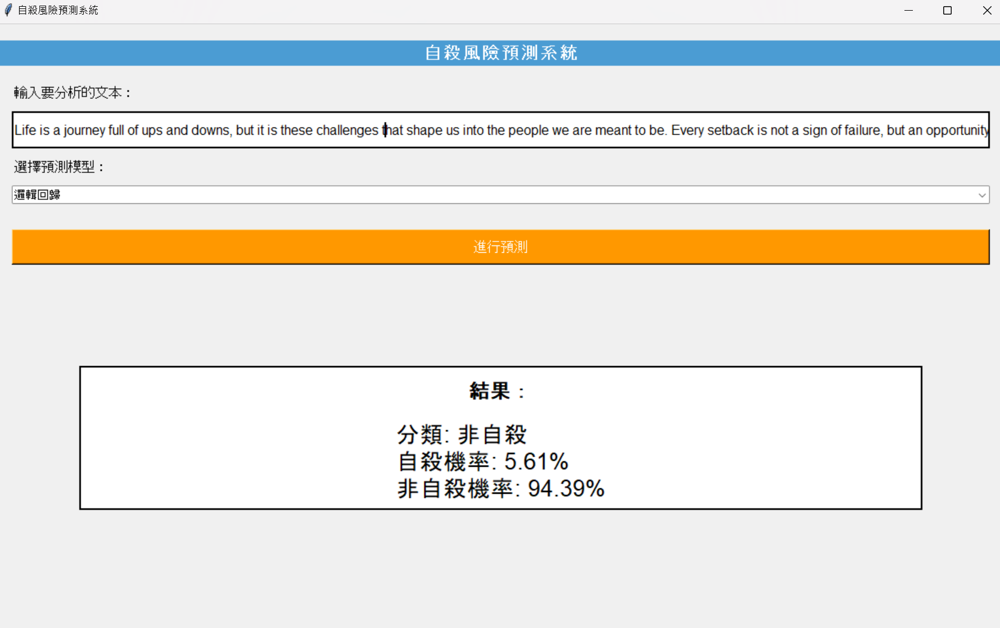 自殺風險預測系統
自殺風險預測系統
輸入要分析的文本：
Life is a journey full of ups and downs, but it is these challenges that shape us into the people we are meant to be. Every setback is not a sign of failure, but an opportunity
選擇預測模型：
邏輯回歸
進行預測
結果：
分類: 非自殺
自殺機率: 5.61%
非自殺機率: 94.39%